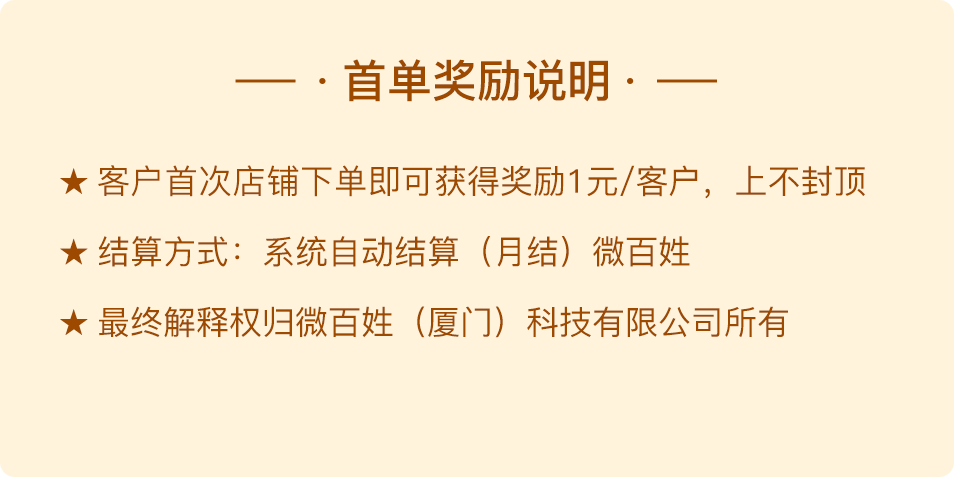 · 首单奖励说明 ·
★ 客户首次店铺下单即可获得奖励1元/客户，上不封顶
★ 结算方式：系统自动结算（月结）微百姓
★ 最终解释权归微百姓（厦门）科技有限公司所有